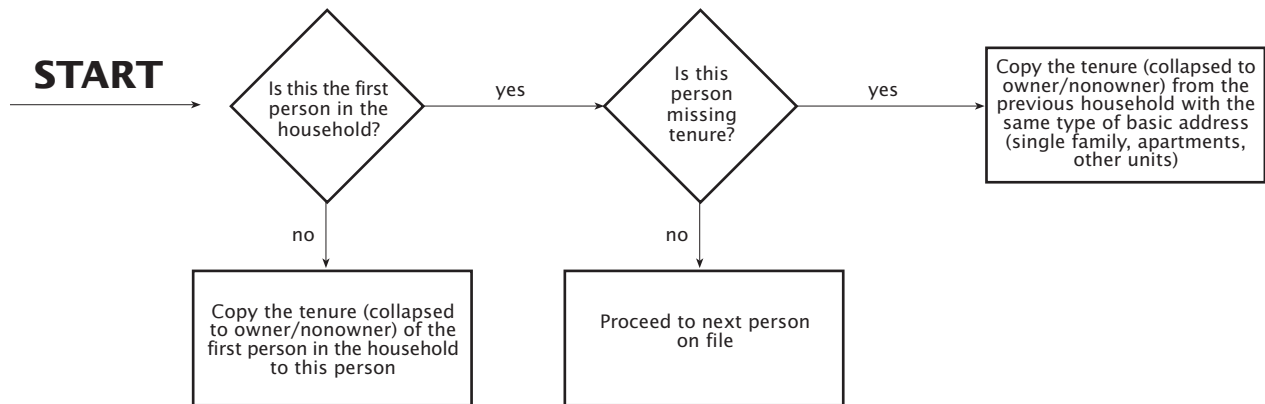 START
Is this the first
person in the
household?
yes
Is this
person
missing
tenure?
yes
Copy the tenure (collapsed to
owner/nonowner) from the
previous household with the
same type of basic address
(single family, apartments,
other units)
no
no
Copy the tenure (collapsed
to owner/nonowner) of the
first person in the household
to this person
Proceed to next person
on file